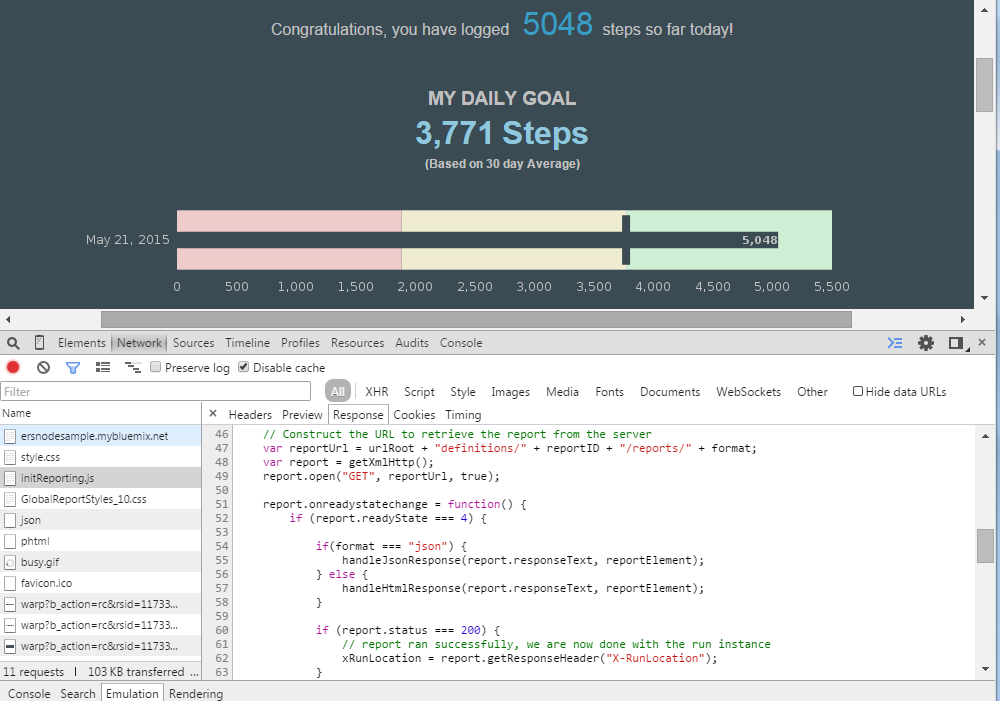 Congratulations, you have logged 5048 steps so far today!
MY DAILY GOAL
3,771 Steps
(Based on 30 day Average)
May 21, 2015 5,048
0 500 1,000 1,500 2,000 2,500 3,000 3,500 4,000 4,500 5,000 5,500
Elements Network Sources Timeline Profiles Resources Audits Console
Preserve log Disable cache
Filter All XHR Script Style Images Media Fonts Documents WebSockets Other Hide data URLs
Name × Headers Preview Response Cookies Timing
ersnodesample.mybluemix.net
style.css
initReporting.js
GlobalReportStyles_10.css
json
phtml
busy.gif
favicon.ico
warp?b_action=rc&rsid=11733...
warp?b_action=rc&rsid=11733...
warp?b_action=rc&rsid=11733...
11 requests | 103 KB transferred ...
46 // Construct the URL to retrieve the report from the server
47 var reportUrl = urlRoot + "definitions/" + reportID + "/reports/" + format;
48 var report = getXmlHttp();
49 report.open("GET", reportUrl, true);
50
51 report.onreadystatechange = function() {
52 if (report.readyState === 4) {
53
54 if(format === "json") {
55 handleJsonResponse(report.responseText, reportElement);
56 } else {
57 handleHtmlResponse(report.responseText, reportElement);
58 }
59
60 if (report.status === 200) {
61 // report ran successfully, we are now done with the run instance
62 xRunLocation = report.getResponseHeader("X-RunLocation");
63 }
Console Search Emulation Rendering